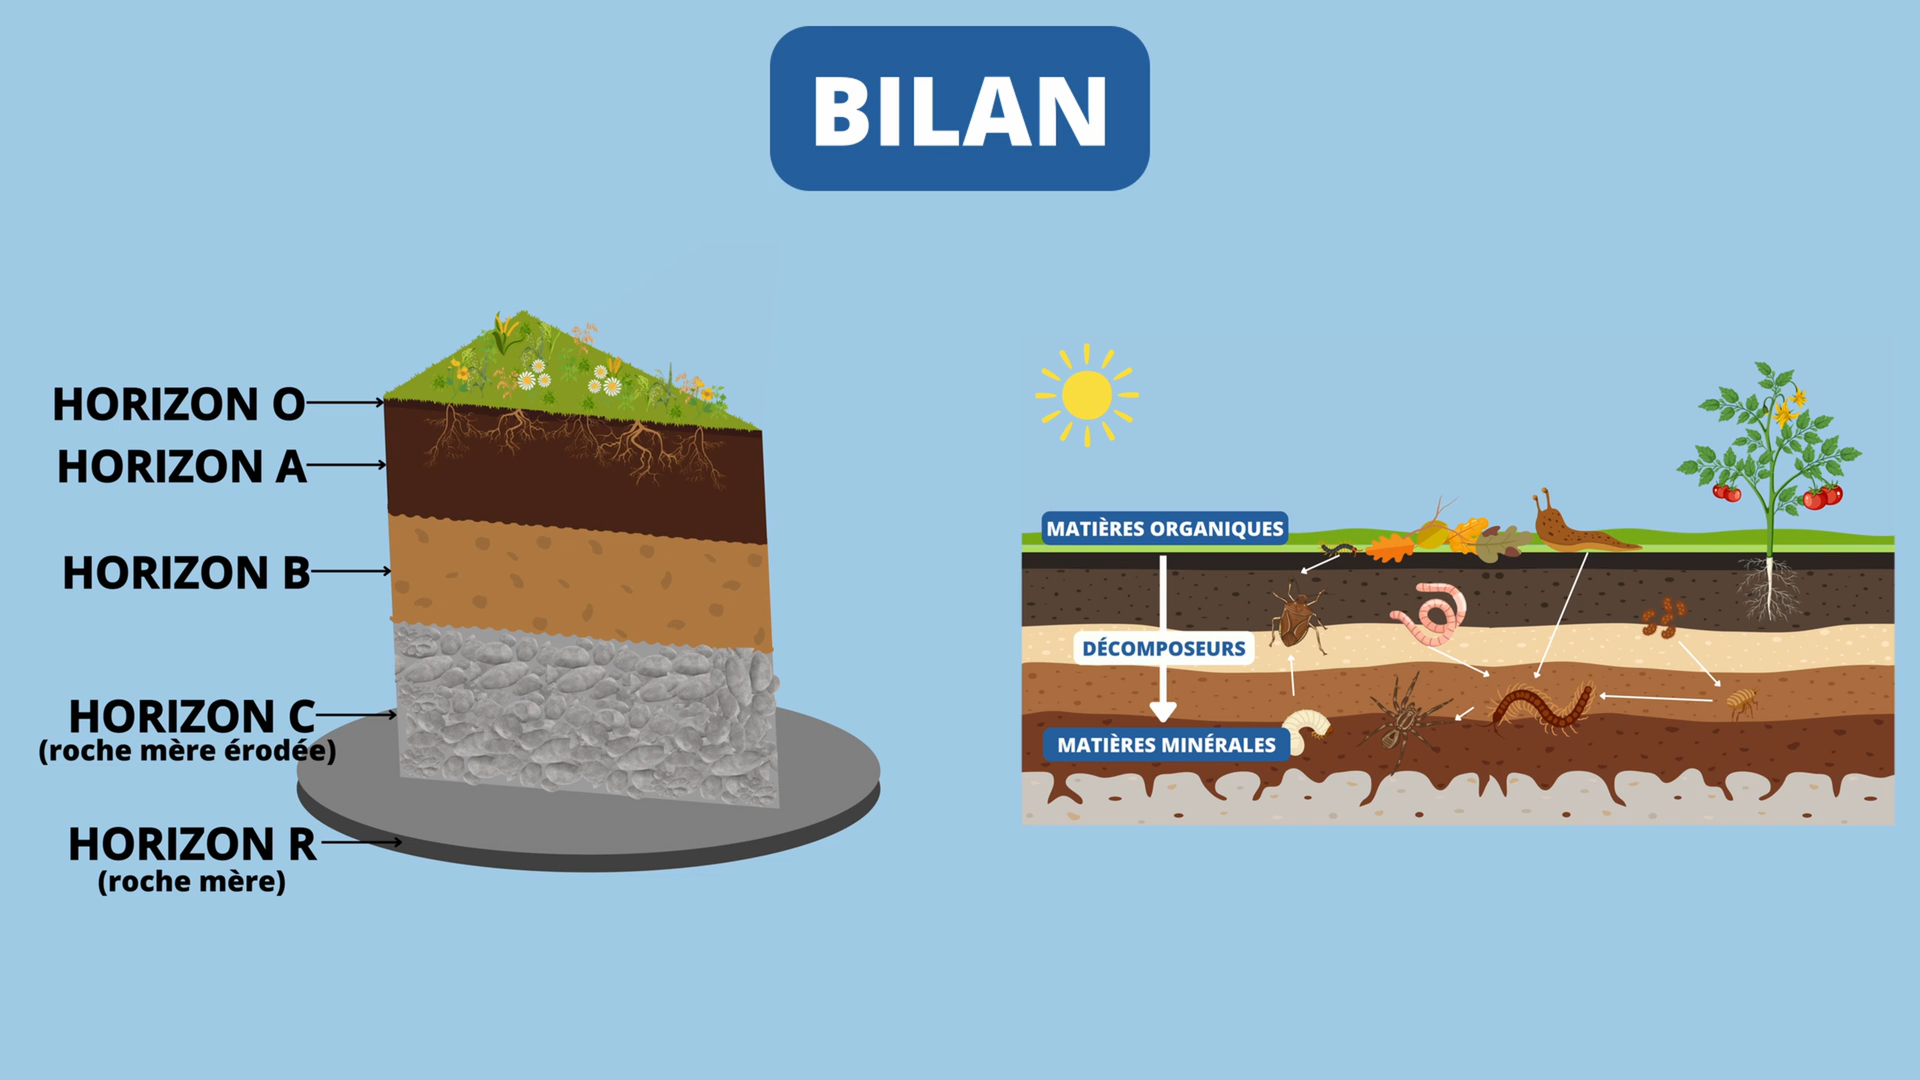 BILAN
HORIZON O
HORIZON A
HORIZON B
HORIZON C
(roche mère érodée)
HORIZON R
(roche mère)
MATIÈRES ORGANIQUES
DÉCOMPOSEURS
MATIÈRES MINÉRALES